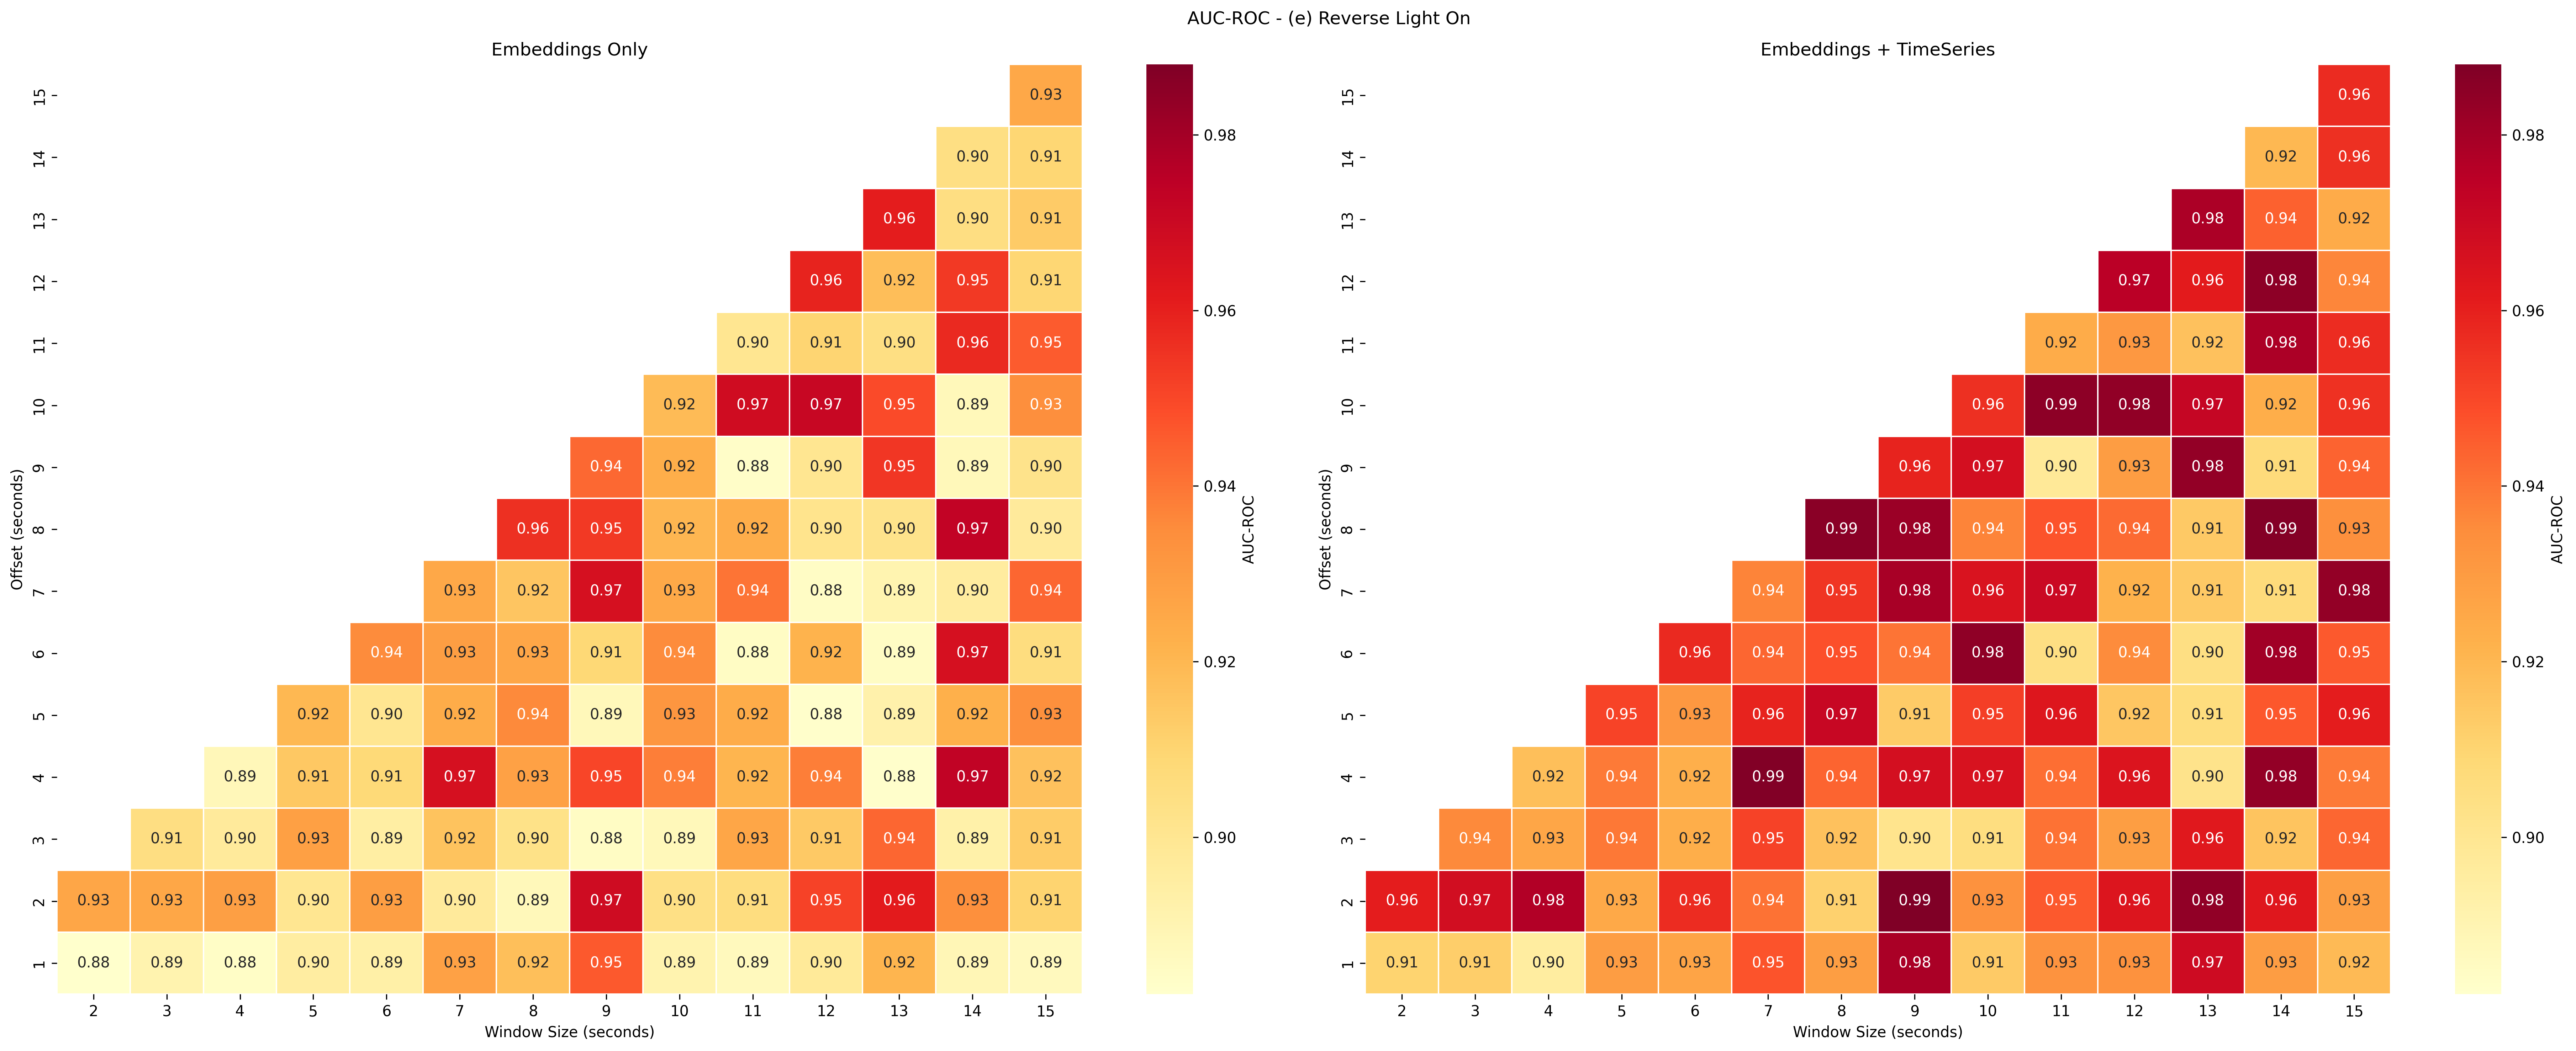 AUC-ROC - (e) Reverse Light On
Embeddings Only
15 0.93
14 0.90 0.91
13 0.96 0.90 0.91
12 0.96 0.92 0.95 0.91
11 0.90 0.91 0.90 0.96 0.95
10 0.92 0.97 0.97 0.95 0.89 0.93
9 0.94 0.92 0.88 0.90 0.95 0.89 0.90
8 0.96 0.95 0.92 0.92 0.90 0.90 0.97 0.90
7 0.93 0.92 0.97 0.93 0.94 0.88 0.89 0.90 0.94
6 0.94 0.93 0.93 0.91 0.94 0.88 0.92 0.89 0.97 0.91
5 0.92 0.90 0.92 0.94 0.89 0.93 0.92 0.88 0.89 0.92 0.93
4 0.89 0.91 0.91 0.97 0.93 0.95 0.94 0.92 0.94 0.88 0.97 0.92
3 0.91 0.90 0.93 0.89 0.92 0.90 0.88 0.89 0.93 0.91 0.94 0.89 0.91
2 0.93 0.93 0.93 0.90 0.93 0.90 0.89 0.97 0.90 0.91 0.95 0.96 0.93 0.91
1 0.88 0.89 0.88 0.90 0.89 0.93 0.92 0.95 0.89 0.89 0.90 0.92 0.89 0.89
2 3 4 5 6 7 8 9 10 11 12 13 14 15
Window Size (seconds)
Offset (seconds)
0.98
0.96
0.94
0.92
0.90
AUC-ROC
Embeddings + TimeSeries
15 0.96
14 0.92 0.96
13 0.98 0.94 0.92
12 0.97 0.96 0.98 0.94
11 0.92 0.93 0.92 0.98 0.96
10 0.96 0.99 0.98 0.97 0.92 0.96
9 0.96 0.97 0.90 0.93 0.98 0.91 0.94
8 0.99 0.98 0.94 0.95 0.94 0.91 0.99 0.93
7 0.94 0.95 0.98 0.96 0.97 0.92 0.91 0.91 0.98
6 0.96 0.94 0.95 0.94 0.98 0.90 0.94 0.90 0.98 0.95
5 0.95 0.93 0.96 0.97 0.91 0.95 0.96 0.92 0.91 0.95 0.96
4 0.92 0.94 0.92 0.99 0.94 0.97 0.97 0.94 0.96 0.90 0.98 0.94
3 0.94 0.93 0.94 0.92 0.95 0.92 0.90 0.91 0.94 0.93 0.96 0.92 0.94
2 0.96 0.97 0.98 0.93 0.96 0.94 0.91 0.99 0.93 0.95 0.96 0.98 0.96 0.93
1 0.91 0.91 0.90 0.93 0.93 0.95 0.93 0.98 0.91 0.93 0.93 0.97 0.93 0.92
2 3 4 5 6 7 8 9 10 11 12 13 14 15
Window Size (seconds)
Offset (seconds)
0.98
0.96
0.94
0.92
0.90
AUC-ROC